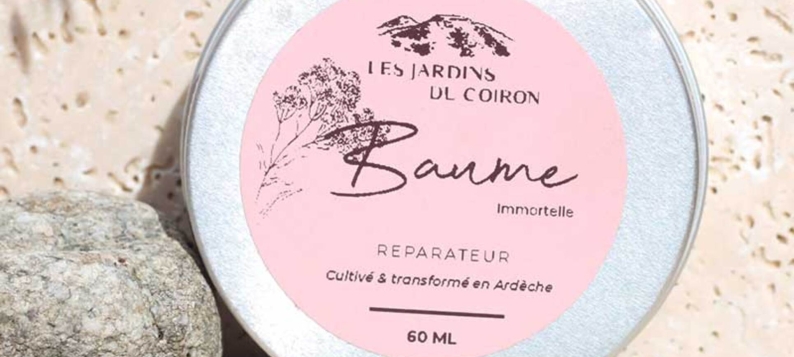 LES JARDINS
DU COIRON
Baume
Immortelle
REPARATEUR
Cultivé & transformé en Ardèche
60 ML